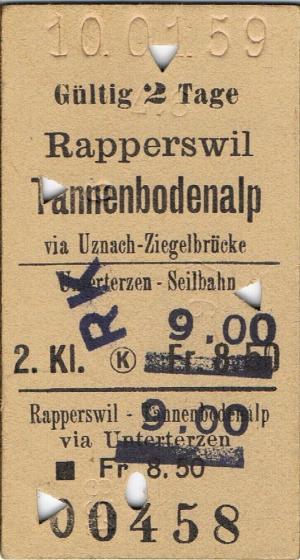 10.01 59
Gültig 2 Tage
Rapperswil
Tannenbodenalp
via Uznach-Ziegelbrücke
Unterterzen - Seilbahn
RK
9.00
2. Kl. K Fr 8.50
Rapperswil - Tannenbodenalp
9.00
via Unterterzen
Fr 8.50
00458